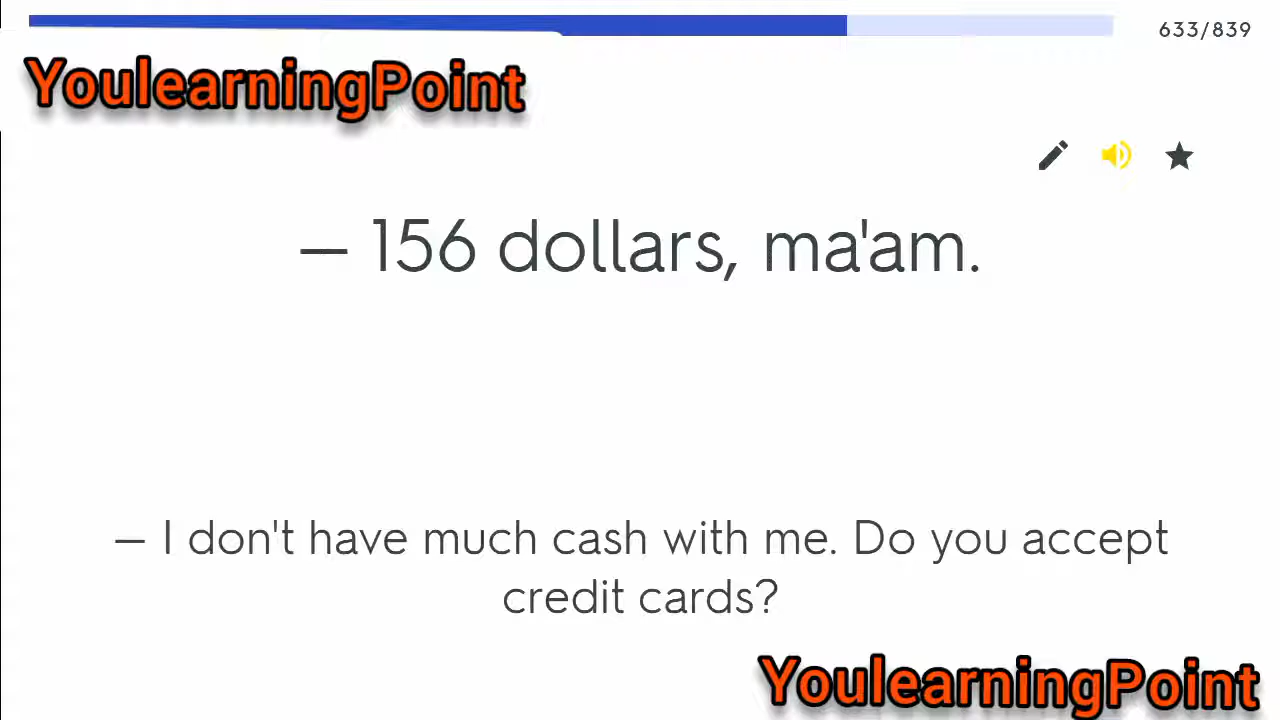 633/839
YoulearningPoint
— 156 dollars, ma'am.
— I don't have much cash with me. Do you accept
credit cards?
YoulearningPoint